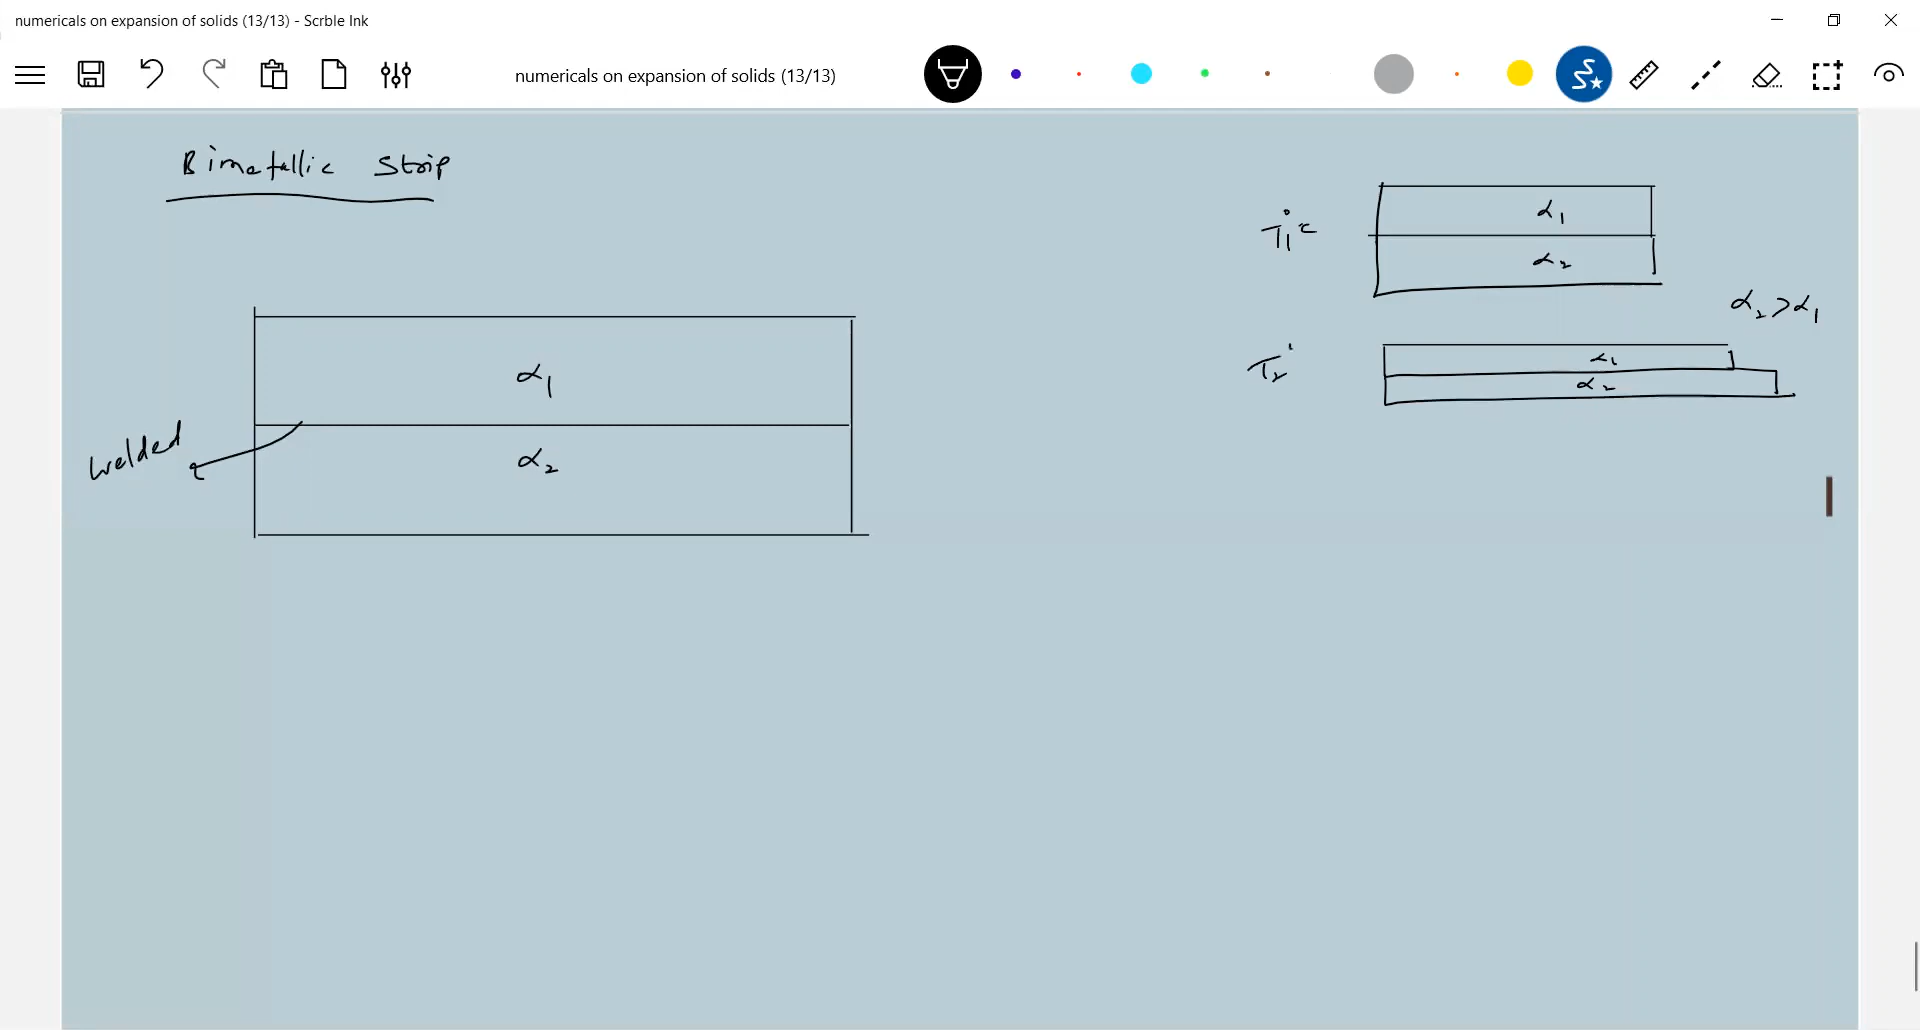 numericals on expansion of solids (13/13) - Scrble Ink
numericals on expansion of solids (13/13)
Bimetallic Strip
T₁°C
α₁
α₂
α₂ > α₁
T₂°
α₁
α₂
α₁
welded
α₂